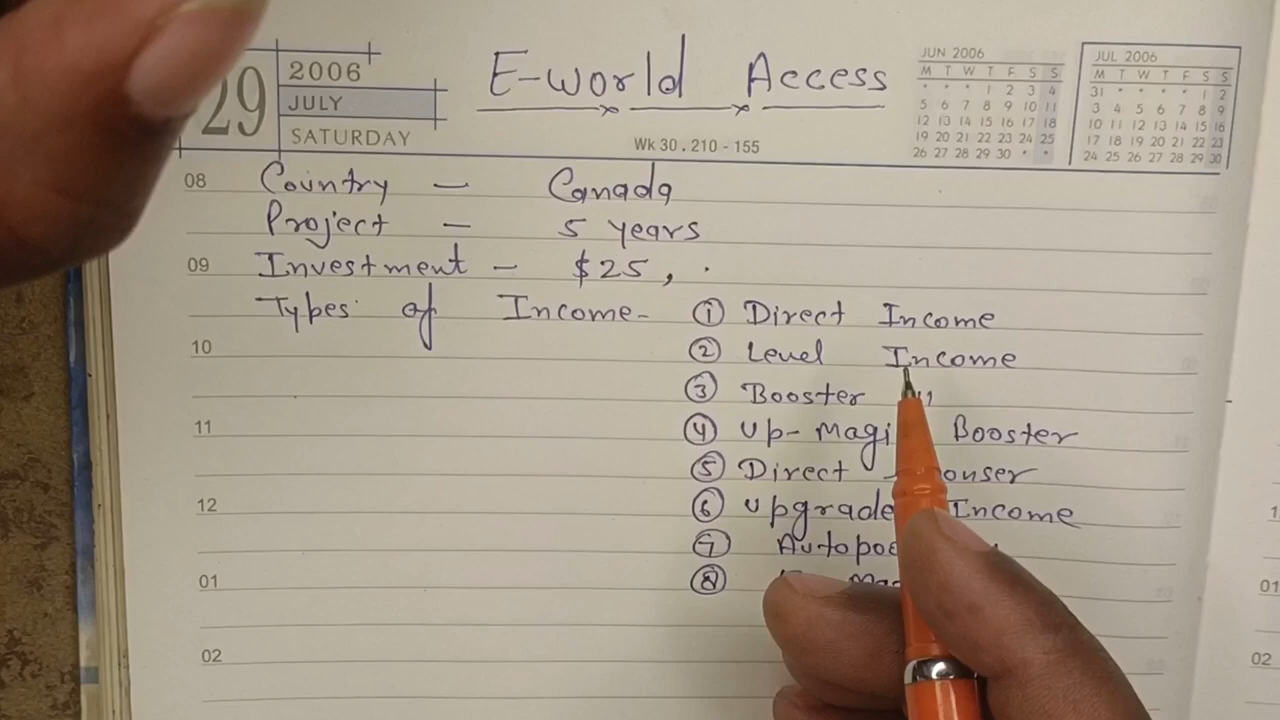 E-world Access
29
2006
JULY
SATURDAY
Wk 30 . 210 - 155
JUN 2006
M T W T F S S
* * * 1 2 3 4
5 6 7 8 9 10 11
12 13 14 15 16 17 18
19 20 21 22 23 24 25
26 27 28 29 30 * *
JUL 2006
M T W T F S S
31 * * * * 1 2
3 4 5 6 7 8 9
10 11 12 13 14 15 16
17 18 19 20 21 22 23
24 25 26 27 28 29 30
08 Country - Canada
Project - 5 years
09 Investment - $25, .
Types of Income- ① Direct Income
10 ② Level Income
③ Booster "
11 ④ Up-Magi Booster
⑤ Direct
12 ⑥ Upgrade Income
⑦
01 ⑧
02
01
02